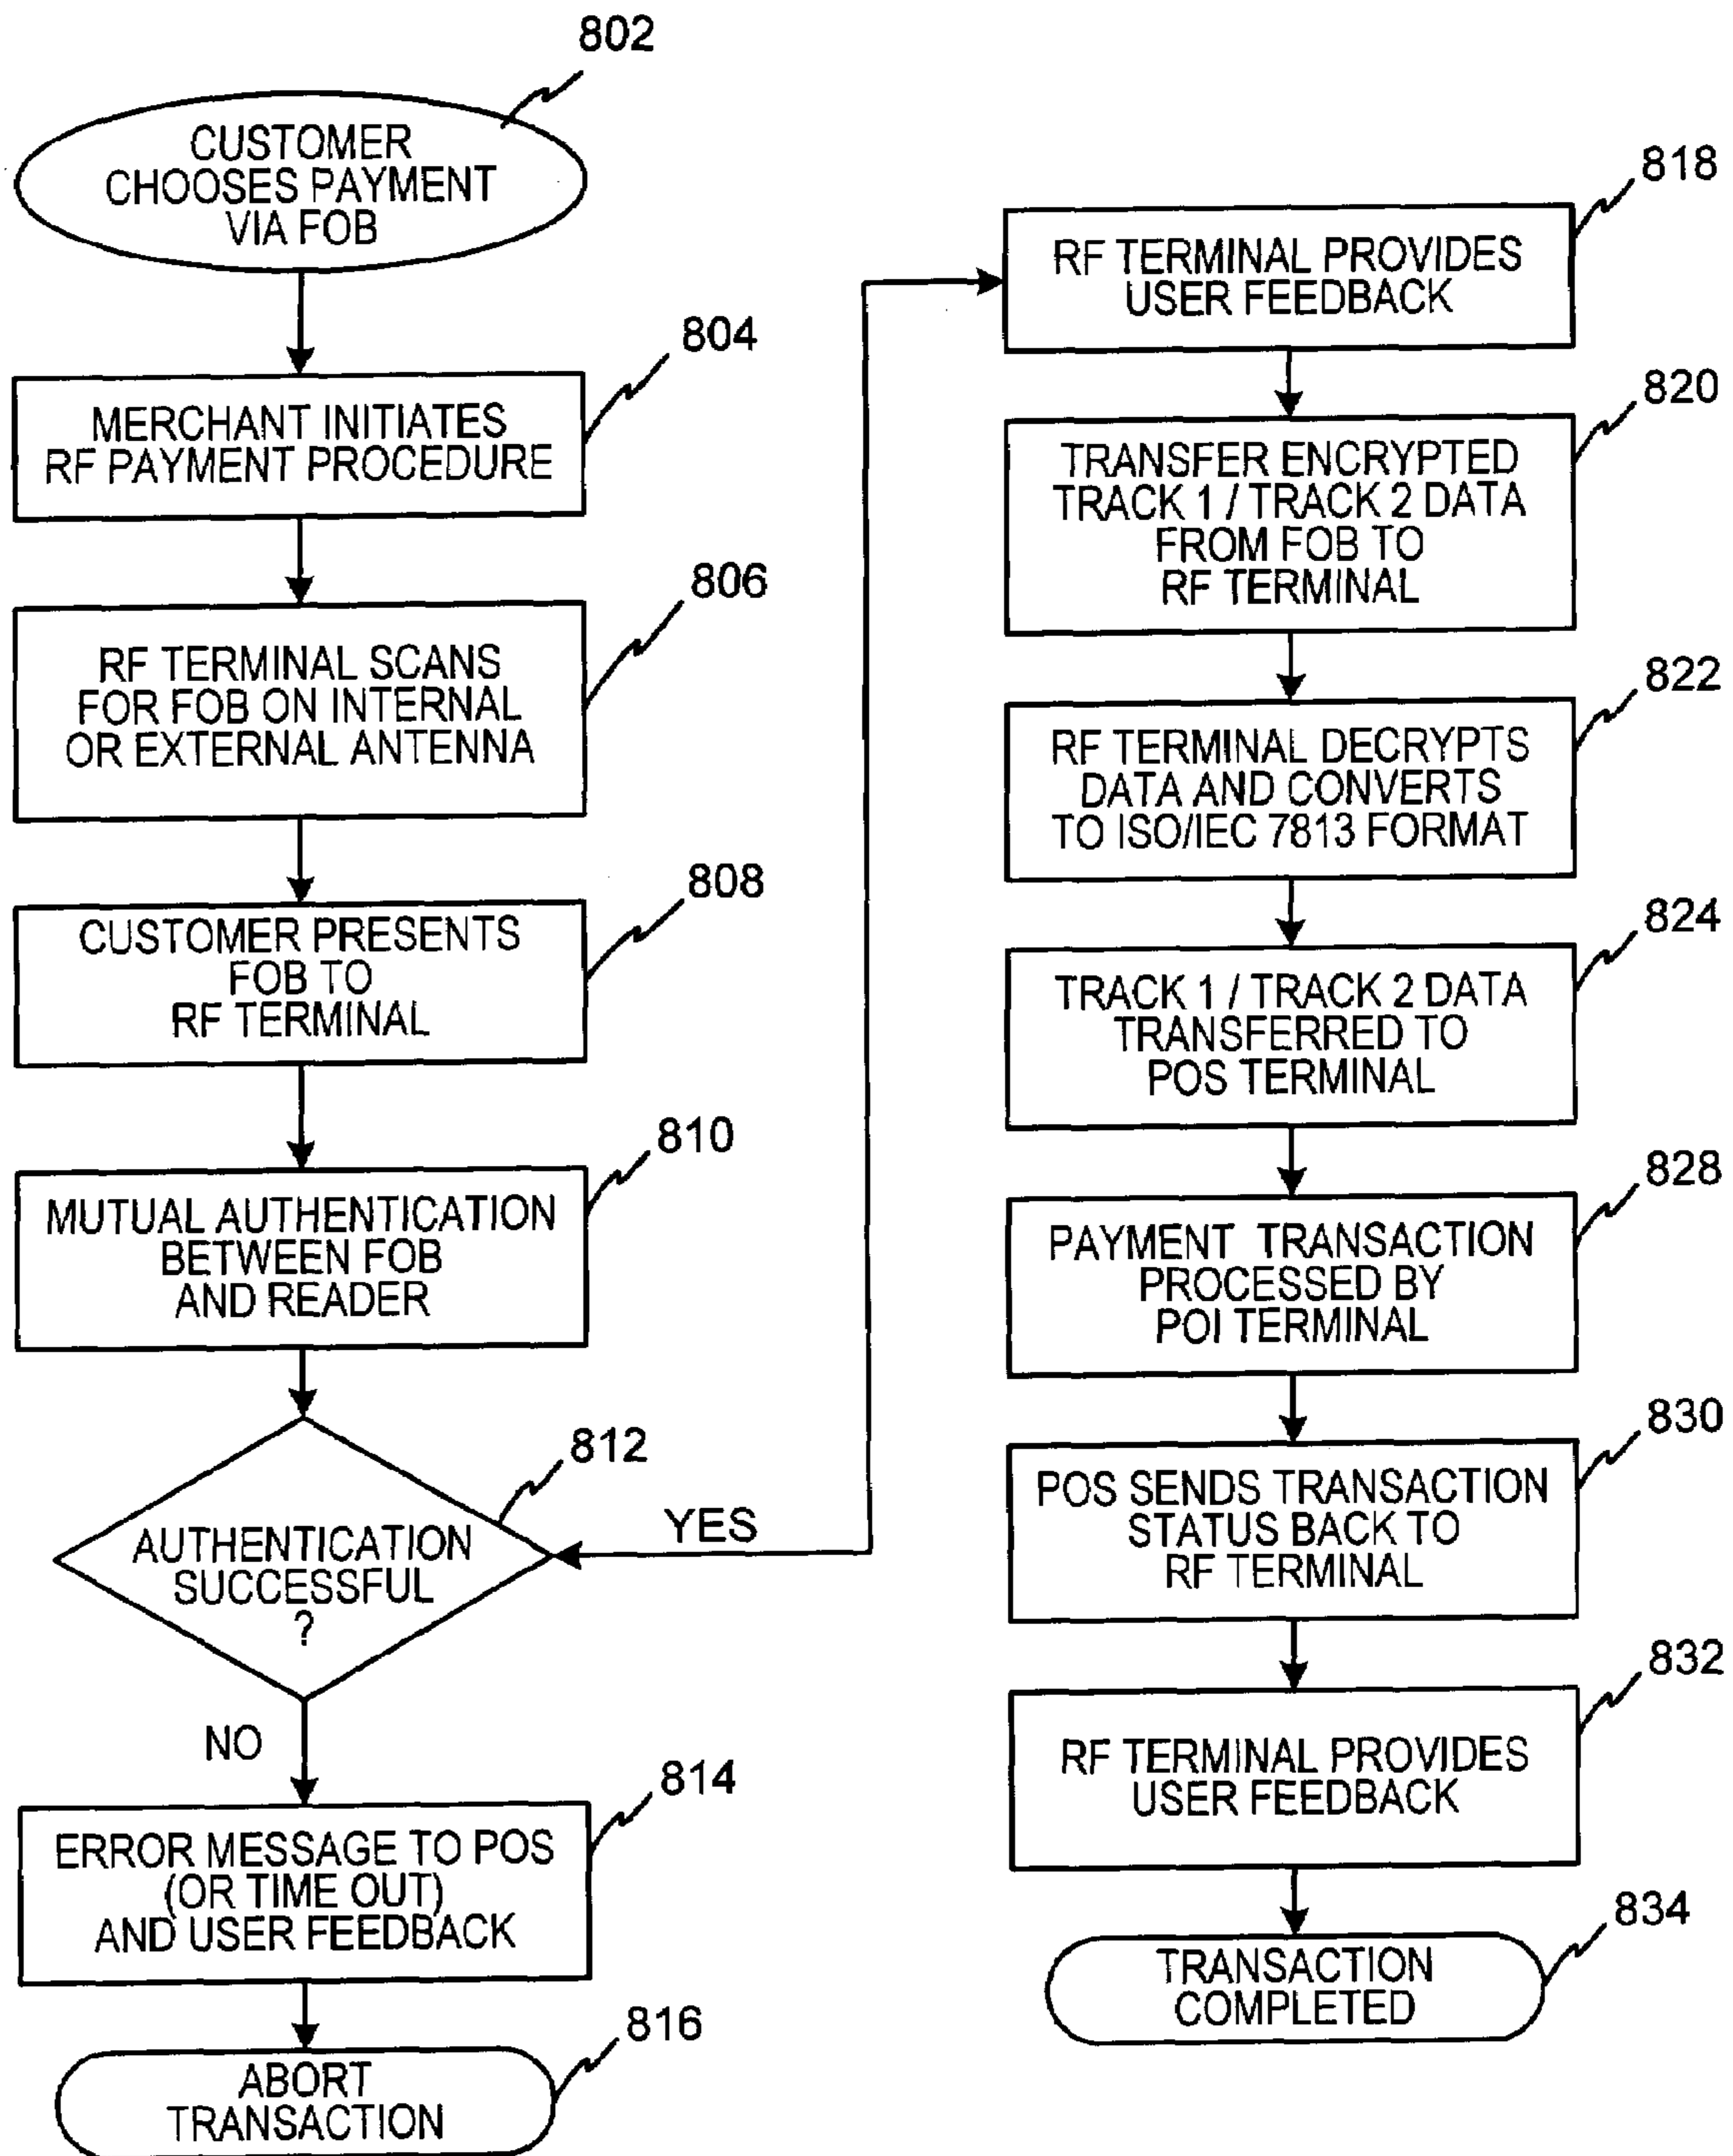 802
CUSTOMER
CHOOSES PAYMENT
VIA FOB
804
MERCHANT INITIATES
RF PAYMENT PROCEDURE
806
RF TERMINAL SCANS
FOR FOB ON INTERNAL
OR EXTERNAL ANTENNA
808
CUSTOMER PRESENTS
FOB TO
RF TERMINAL
810
MUTUAL AUTHENTICATION
BETWEEN FOB
AND READER
812
AUTHENTICATION
SUCCESSFUL
?
YES
NO
814
ERROR MESSAGE TO POS
(OR TIME OUT)
AND USER FEEDBACK
816
ABORT
TRANSACTION
818
RF TERMINAL PROVIDES
USER FEEDBACK
820
TRANSFER ENCRYPTED
TRACK 1 / TRACK 2 DATA
FROM FOB TO
RF TERMINAL
822
RF TERMINAL DECRYPTS
DATA AND CONVERTS
TO ISO/IEC 7813 FORMAT
824
TRACK 1 / TRACK 2 DATA
TRANSFERRED TO
POS TERMINAL
828
PAYMENT TRANSACTION
PROCESSED BY
POI TERMINAL
830
POS SENDS TRANSACTION
STATUS BACK TO
RF TERMINAL
832
RF TERMINAL PROVIDES
USER FEEDBACK
834
TRANSACTION
COMPLETED